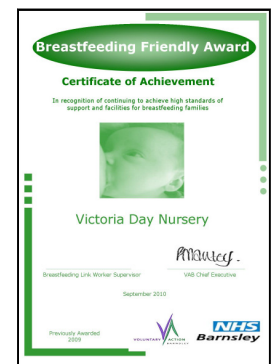 Breastfeeding Friendly Award
Certificate of Achievement
In recognition of continuing to achieve high standards of
support and facilities for breastfeeding families
Victoria Day Nursery
Breastfeeding Link Worker Supervisor
VAB Chief Executive
September 2010
Previously Awarded
2009
VOLUNTARY ACTION
BARNSLEY
NHS
Barnsley